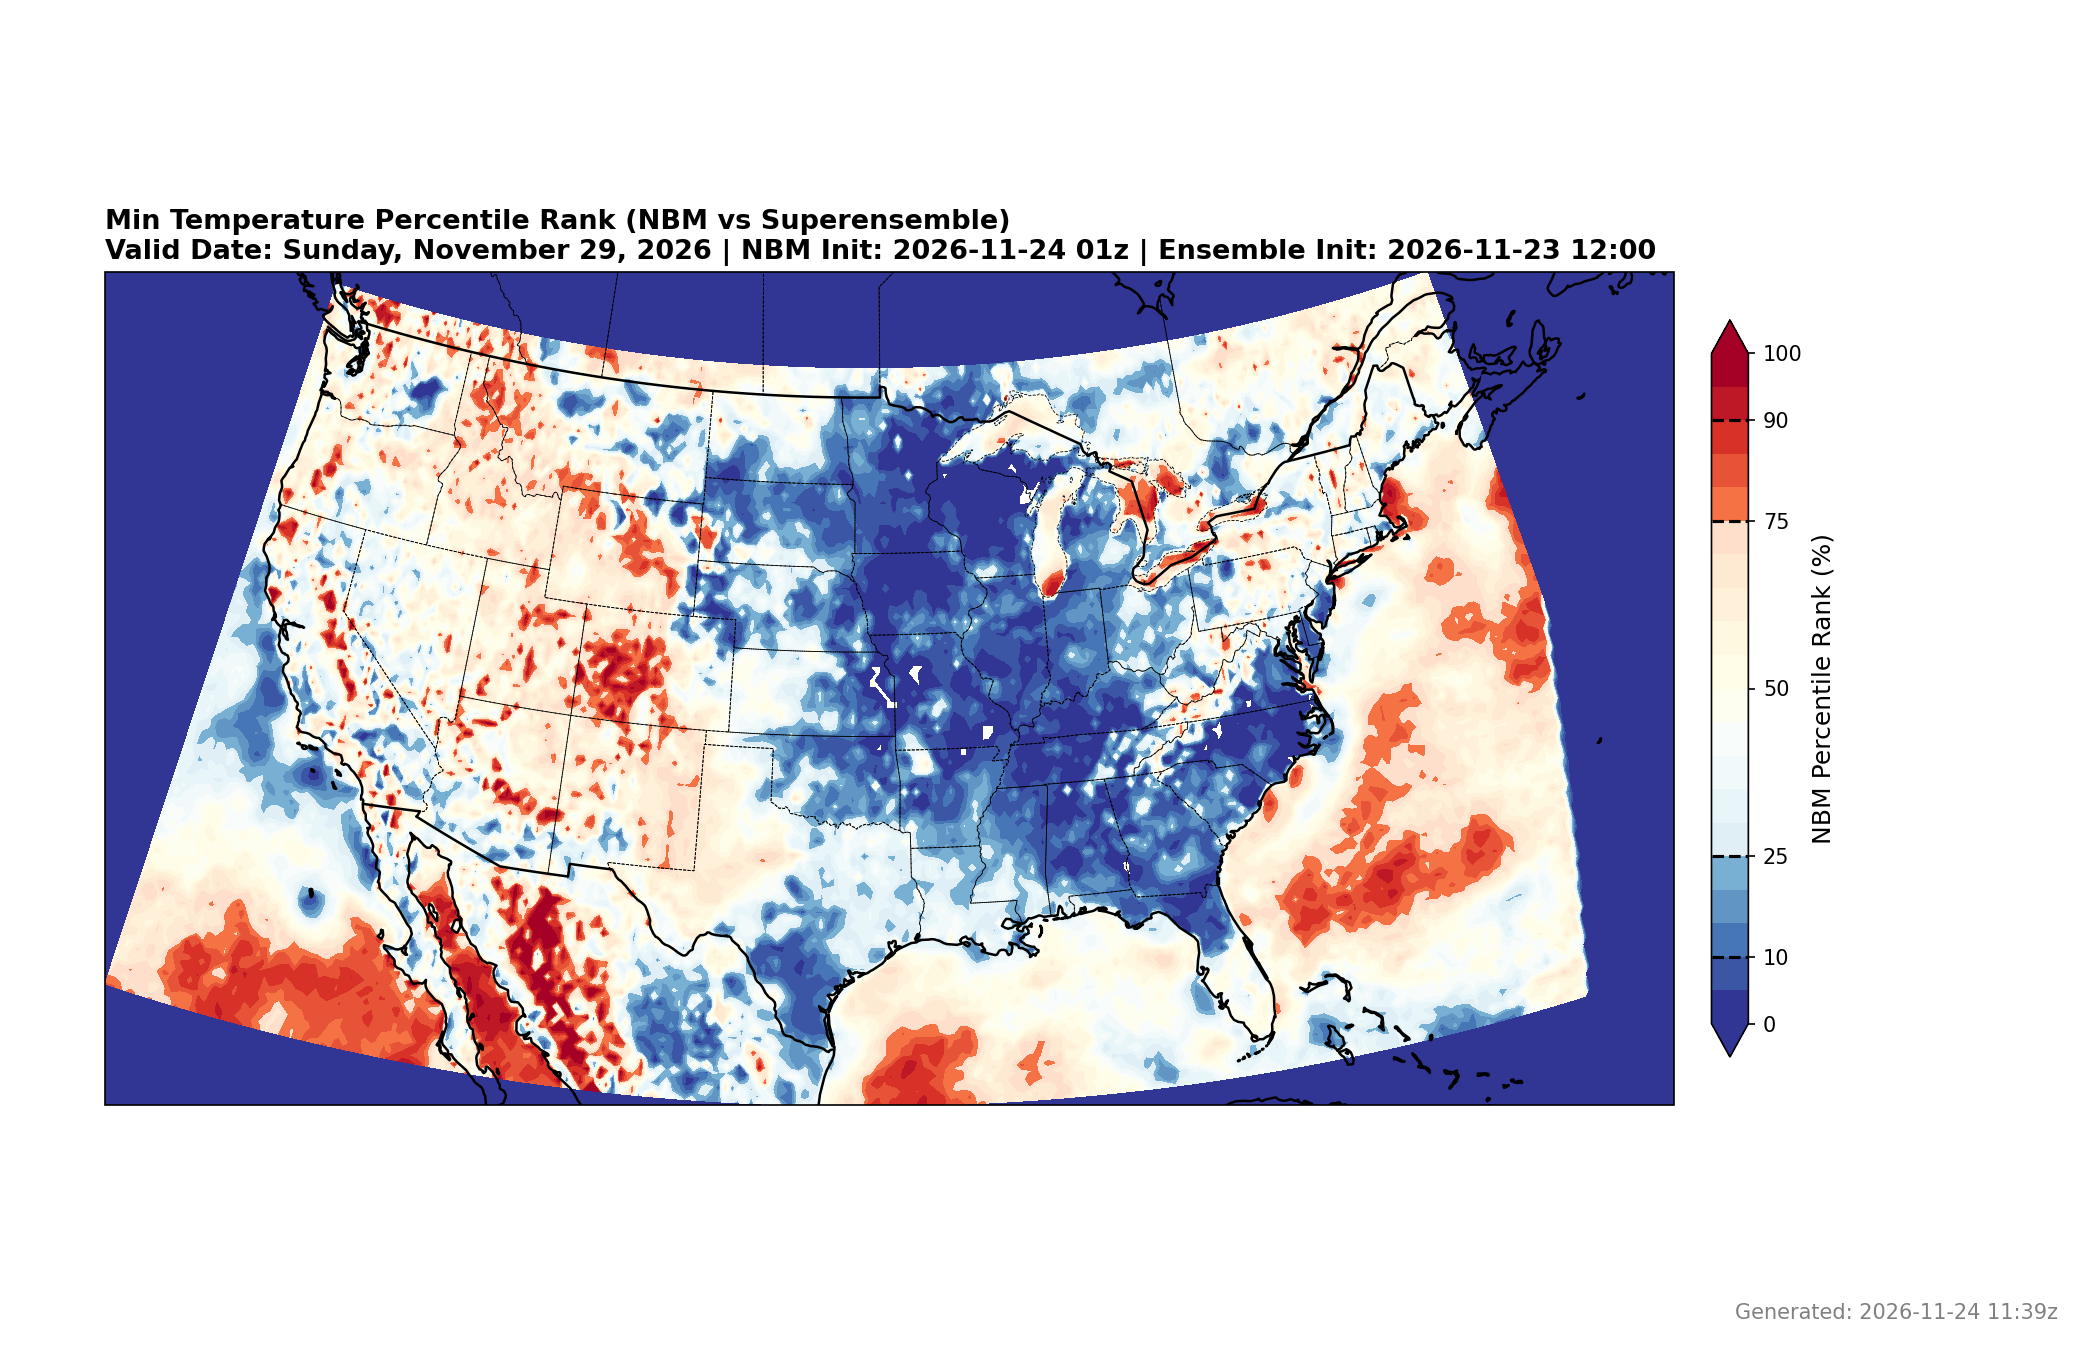 Min Temperature Percentile Rank (NBM vs Superensemble)
Valid Date: Sunday, November 29, 2026 | NBM Init: 2026-11-24 01z | Ensemble Init: 2026-11-23 12:00
100
90
75
50
25
10
0
NBM Percentile Rank (%)
Generated: 2026-11-24 11:39z